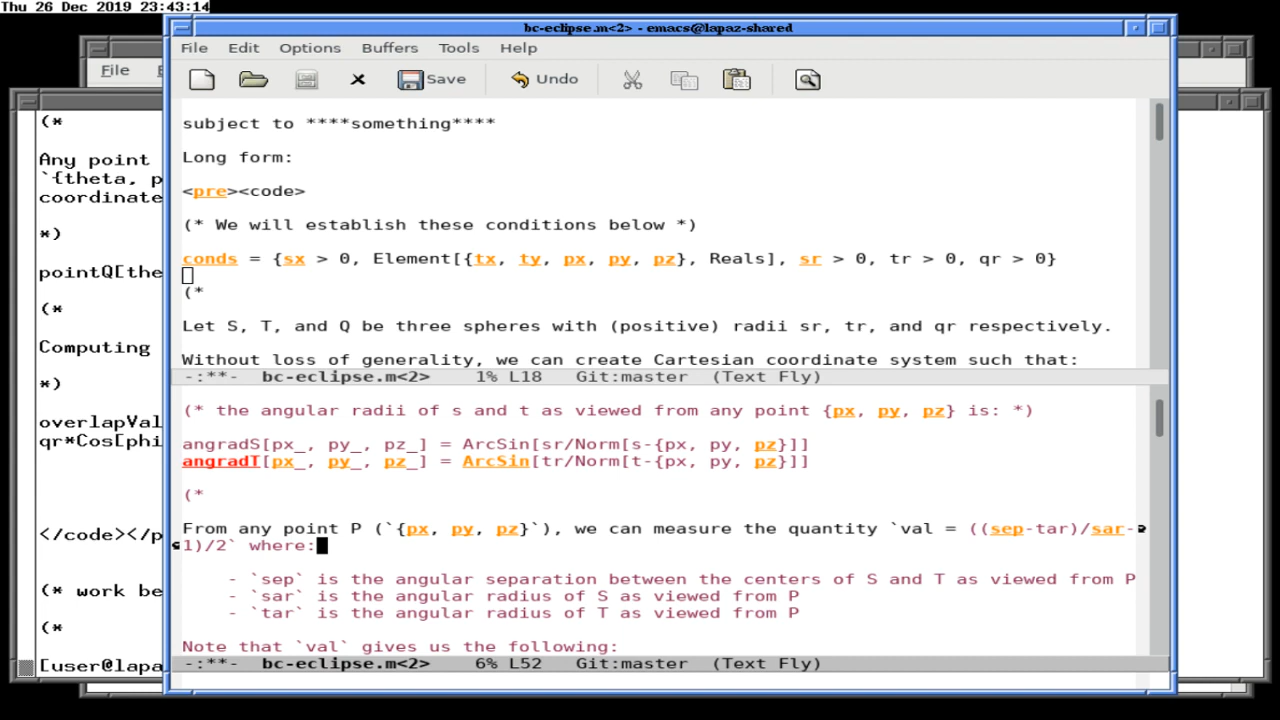 Thu 26 Dec 2019 23:43:14
bc-eclipse.m<2> - emacs@lapaz-shared
File Edit Options Buffers Tools Help
Save Undo
subject to ****something****
Long form:
<pre><code>
(* We will establish these conditions below *)
conds = {sx > 0, Element[{tx, ty, px, py, pz}, Reals], sr > 0, tr > 0, qr > 0}
(*
Let S, T, and Q be three spheres with (positive) radii sr, tr, and qr respectively.
Without loss of generality, we can create Cartesian coordinate system such that:
-:**- bc-eclipse.m<2> 1% L18 Git:master (Text Fly)
(* the angular radii of s and t as viewed from any point {px, py, pz} is: *)
angradS[px_, py_, pz_] = ArcSin[sr/Norm[s-{px, py, pz}]]
angradT[px_, py_, pz_] = ArcSin[tr/Norm[t-{px, py, pz}]]
(*
From any point P (`{px, py, pz}`), we can measure the quantity `val = ((sep-tar)/sar-
1)/2` where:
- `sep` is the angular separation between the centers of S and T as viewed from P
- `sar` is the angular radius of S as viewed from P
- `tar` is the angular radius of T as viewed from P
Note that `val` gives us the following:
-:**- bc-eclipse.m<2> 6% L52 Git:master (Text Fly)
File
(*
Any point
`{theta, p
coordinate
*)
pointQ[the
(*
Computing
*)
overlapVal
qr*Cos[phi
</code></p
(* work be
(*
[user@lapa